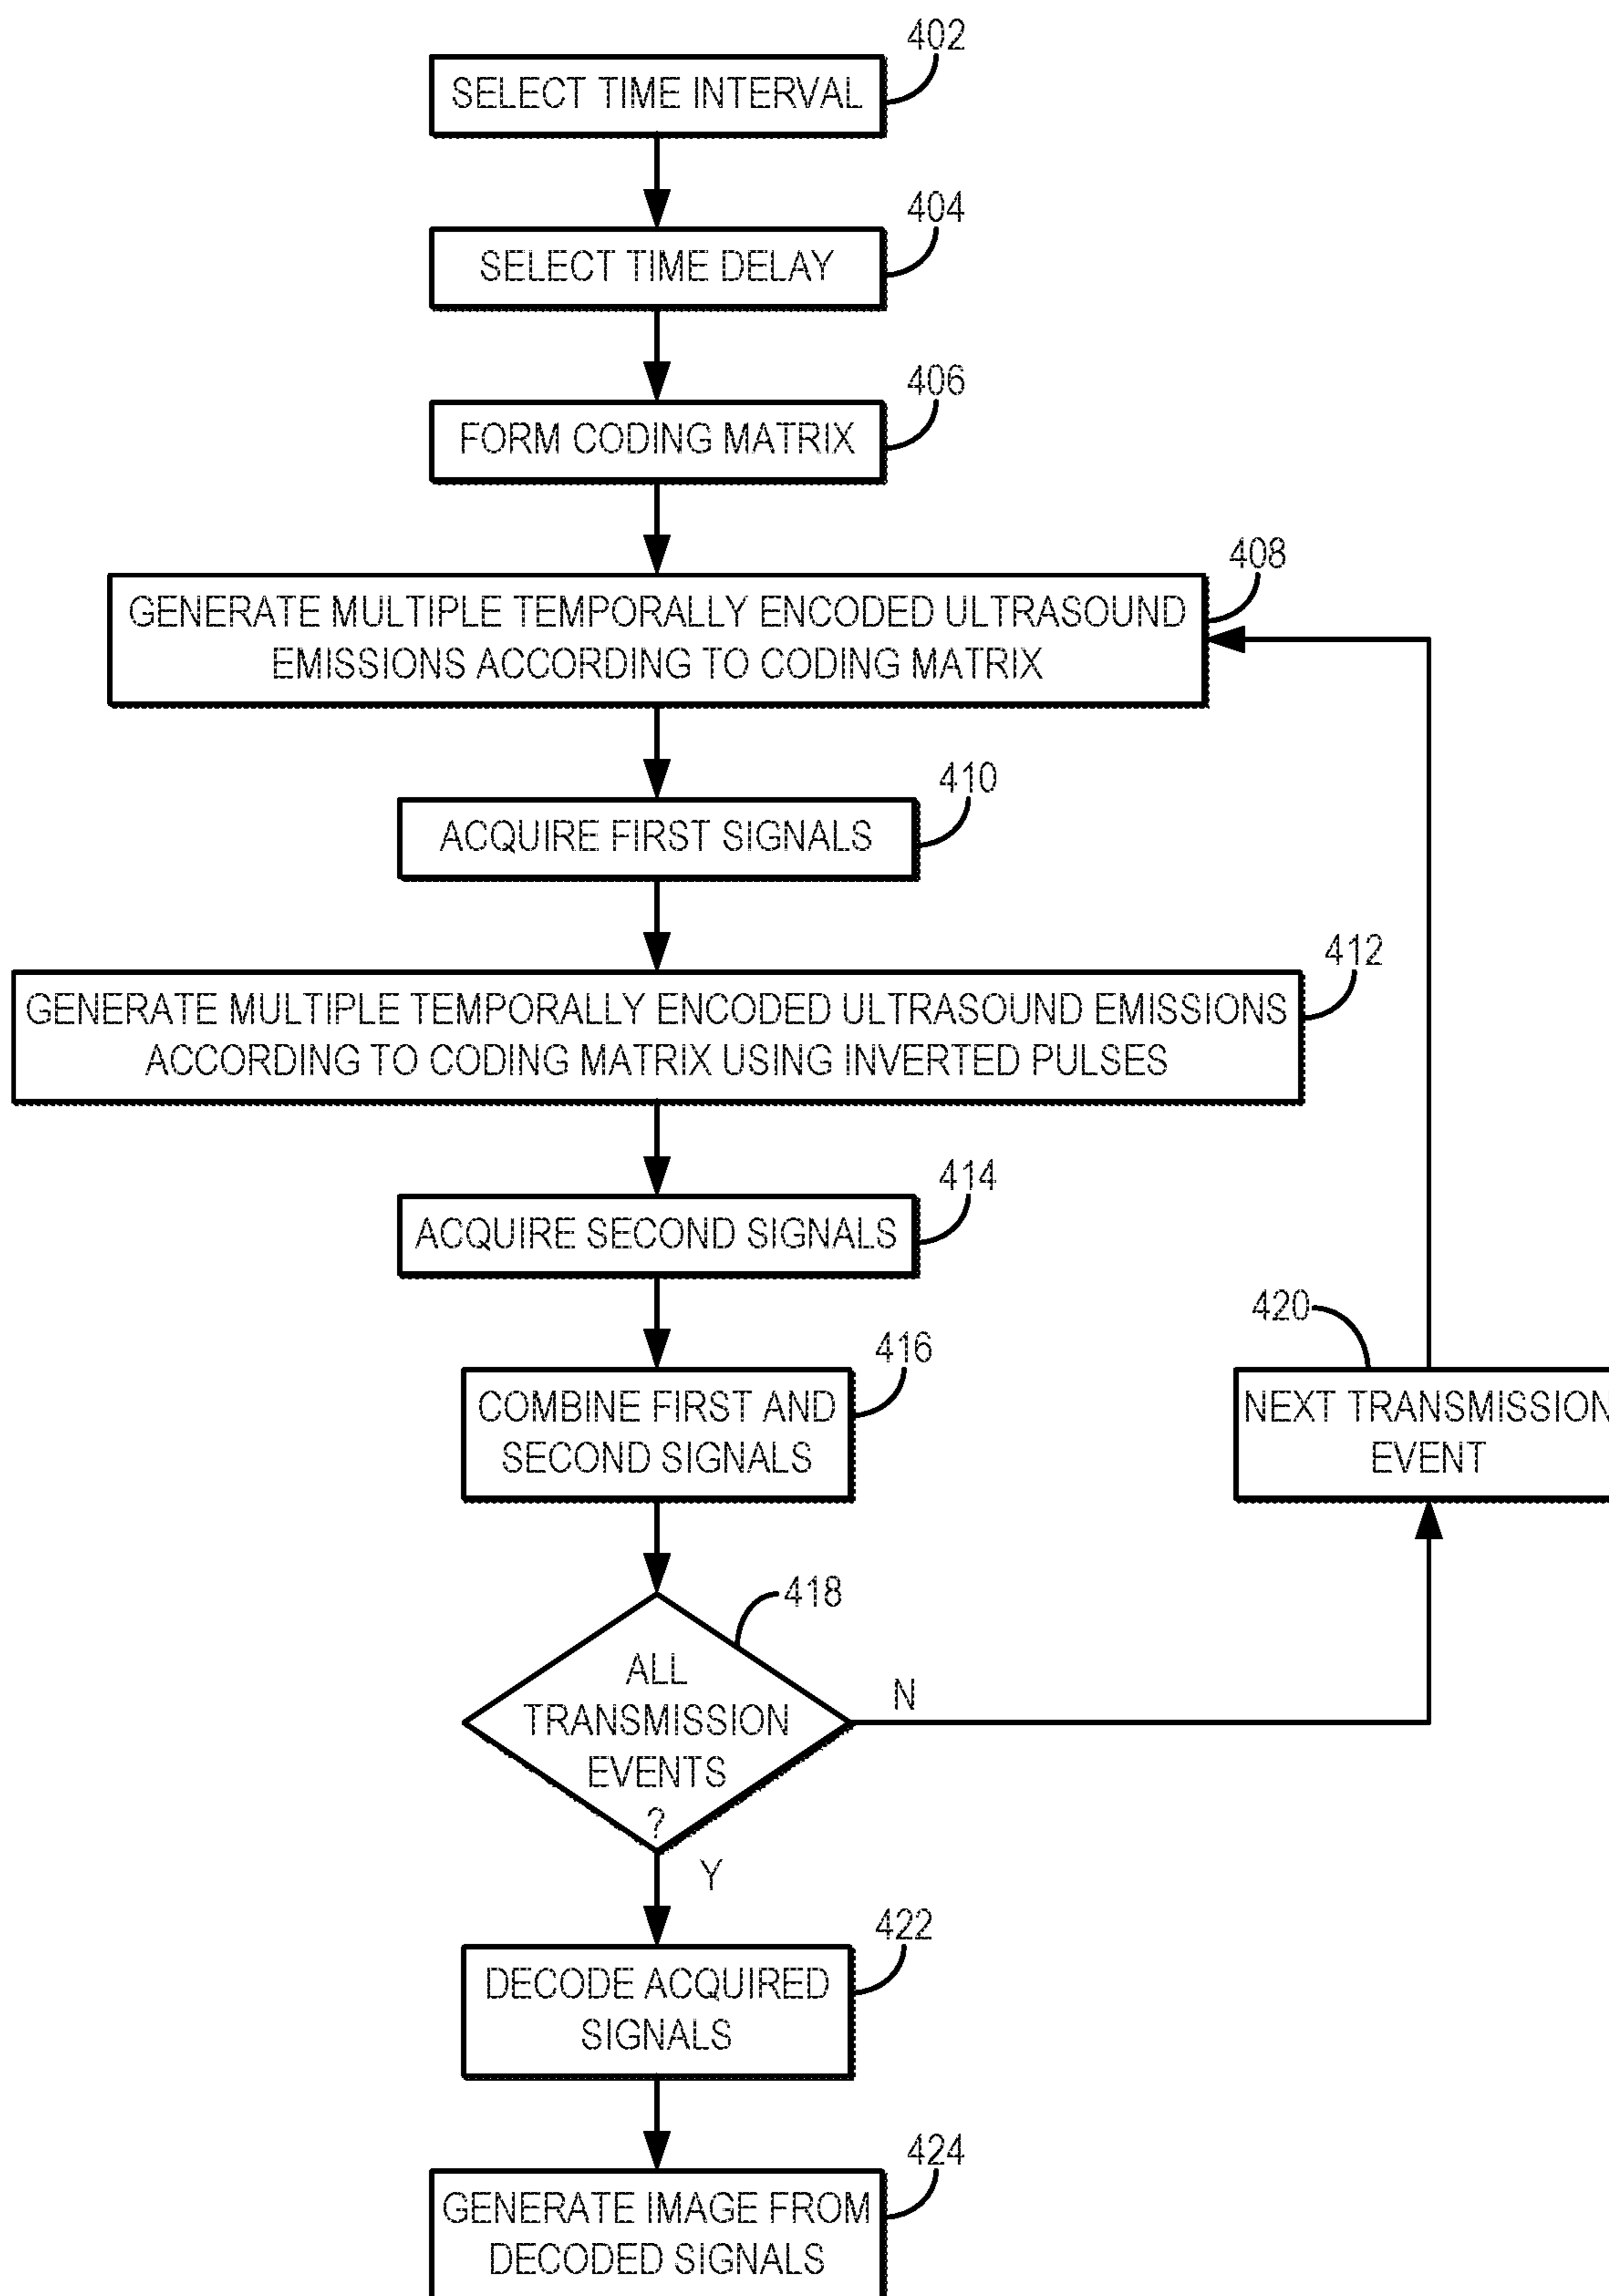 402
SELECT TIME INTERVAL
404
SELECT TIME DELAY
406
FORM CODING MATRIX
408
GENERATE MULTIPLE TEMPORALLY ENCODED ULTRASOUND
EMISSIONS ACCORDING TO CODING MATRIX
410
ACQUIRE FIRST SIGNALS
412
GENERATE MULTIPLE TEMPORALLY ENCODED ULTRASOUND EMISSIONS
ACCORDING TO CODING MATRIX USING INVERTED PULSES
414
ACQUIRE SECOND SIGNALS
416
COMBINE FIRST AND
SECOND SIGNALS
418
ALL
TRANSMISSION
EVENTS
?
N
420
NEXT TRANSMISSION
EVENT
Y
422
DECODE ACQUIRED
SIGNALS
424
GENERATE IMAGE FROM
DECODED SIGNALS